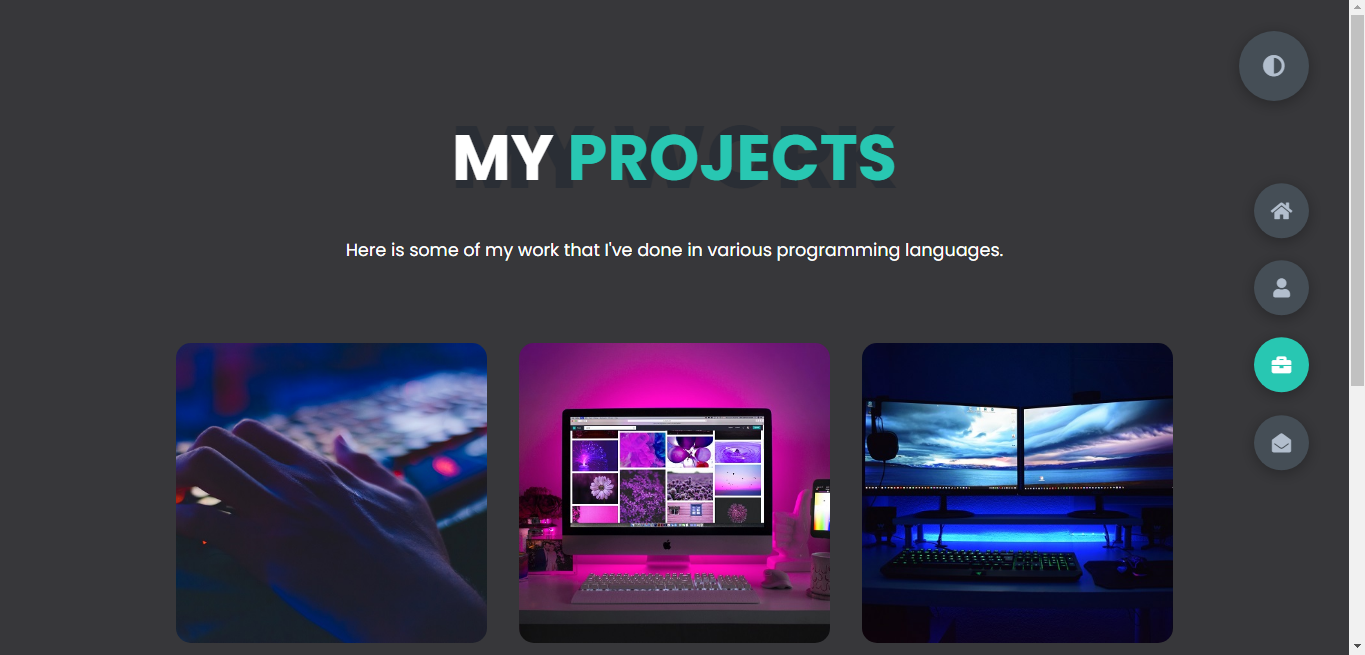 MY WORK
MY PROJECTS
Here is some of my work that I've done in various programming languages.